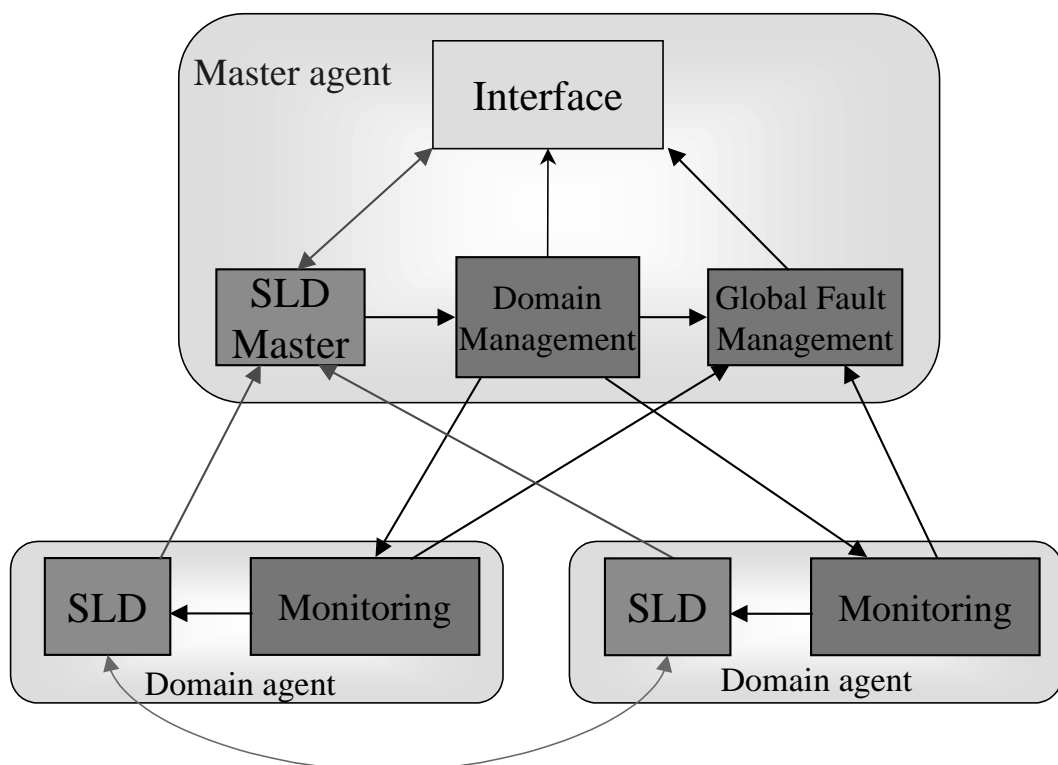 Master agent
Interface
SLD
Master
Domain
Management
Global Fault
Management
SLD
Monitoring
Domain agent
SLD
Monitoring
Domain agent